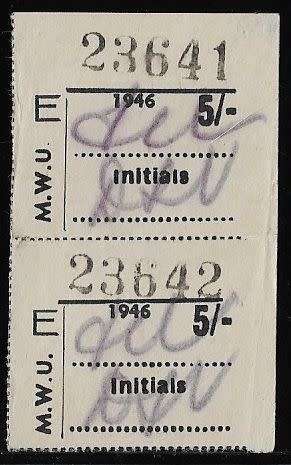 23641
1946 5/-
E
Initials
M.W.U.
23642
1946 5/-
E
Initials
M.W.U.